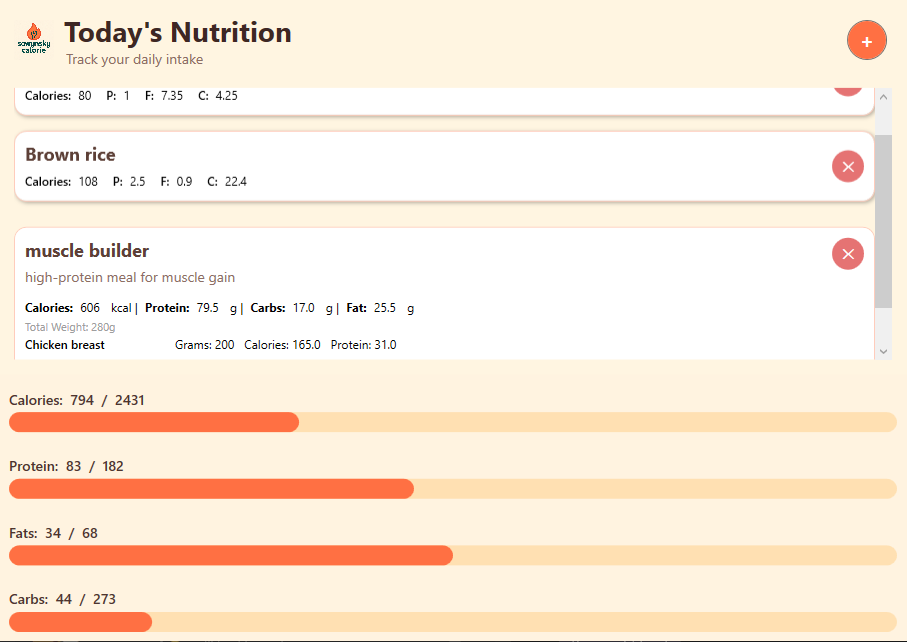 sowynsky
calorie
Today's Nutrition
Track your daily intake
+
Calories: 80 P: 1 F: 7.35 C: 4.25
Brown rice
Calories: 108 P: 2.5 F: 0.9 C: 22.4
muscle builder
high-protein meal for muscle gain
Calories: 606 kcal | Protein: 79.5 g | Carbs: 17.0 g | Fat: 25.5 g
Total Weight: 280g
Chicken breast Grams: 200 Calories: 165.0 Protein: 31.0
Calories: 794 / 2431
Protein: 83 / 182
Fats: 34 / 68
Carbs: 44 / 273